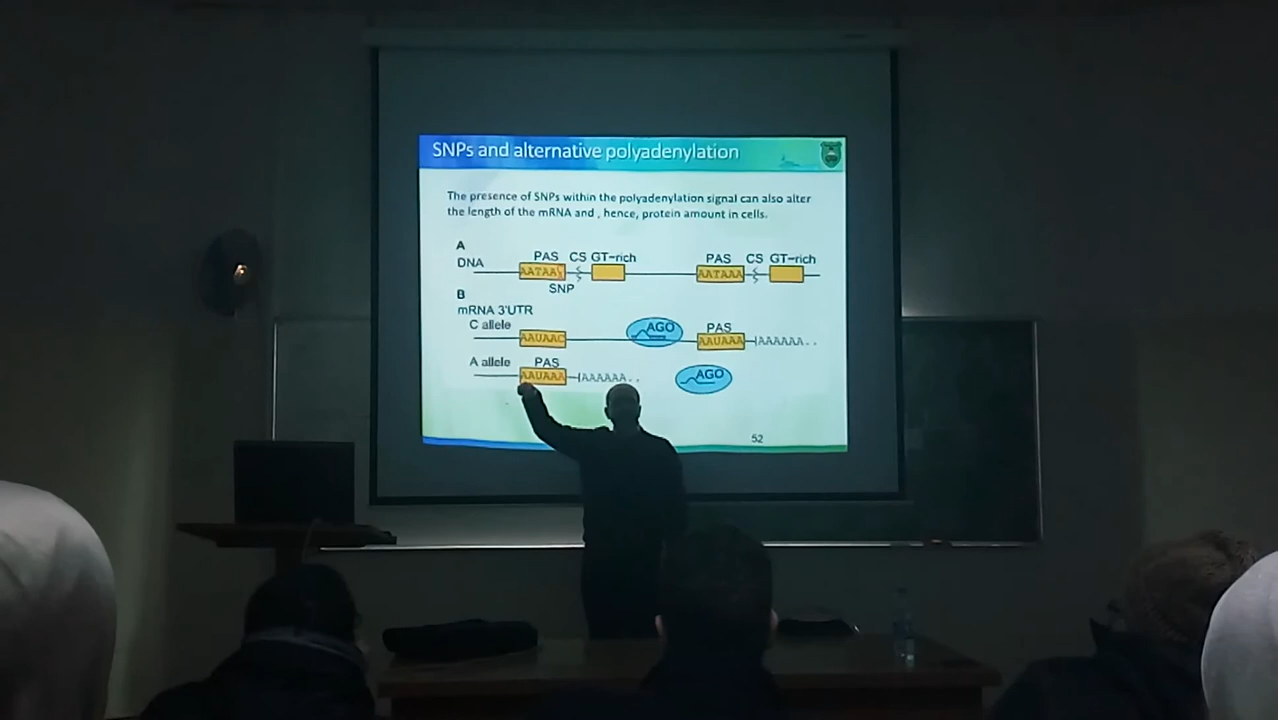 SNPs and alternative polyadenylation
The presence of SNPs within the polyadenylation signal can also alter
the length of the mRNA and , hence, protein amount in cells.
A
DNA
PAS CS GT-rich PAS CS GT-rich
AATAA AATAAA
SNP
B
mRNA 3'UTR
C allele AGO PAS
AAUAAC AAUAAA AAAAAA..
A allele PAS AGO
AAUAAA AAAAAA..
52